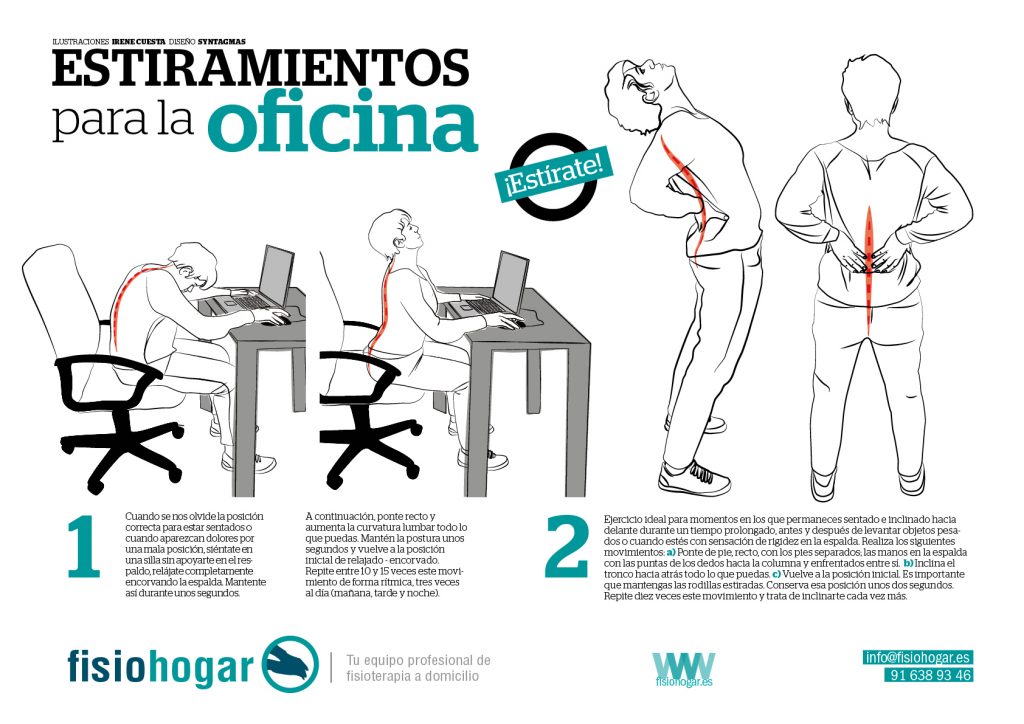 ILUSTRACIONES IRENE CUESTA DISEÑO SYNTAGMAS
ESTIRAMIENTOS
para la oficina
¡Estírate!
1
Cuando se nos olvide la posición
correcta para estar sentados o
cuando aparezcan dolores por
una mala posición, siéntate en
una silla sin apoyarte en el res-
paldo, relájate completamente
encorvando la espalda. Mantente
así durante unos segundos.
A continuación, ponte recto y
aumenta la curvatura lumbar todo lo
que puedas. Mantén la postura unos
segundos y vuelve a la posición
inicial de relajado - encorvado.
Repite entre 10 y 15 veces este movi-
miento de forma rítmica, tres veces
al día (mañana, tarde y noche).
2
Ejercicio ideal para momentos en los que permaneces sentado e inclinado hacia
delante durante un tiempo prolongado, antes y después de levantar objetos pesa-
dos o cuando estés con sensación de rigidez en la espalda. Realiza los siguientes
movimientos: a) Ponte de pie, recto, con los pies separados; las manos en la espalda
con las puntas de los dedos hacia la columna y enfrentados entre sí. b) Inclina el
tronco hacia atrás todo lo que puedas. c) Vuelve a la posición inicial. Es importante
que mantengas las rodillas estiradas. Conserva esa posición unos dos segundos.
Repite diez veces este movimiento y trata de inclinarte cada vez más.
fisiohogar
Tu equipo profesional de
fisioterapia a domicilio
WWW
fisiohogar.es
info@fisiohogar.es
91 638 93 46